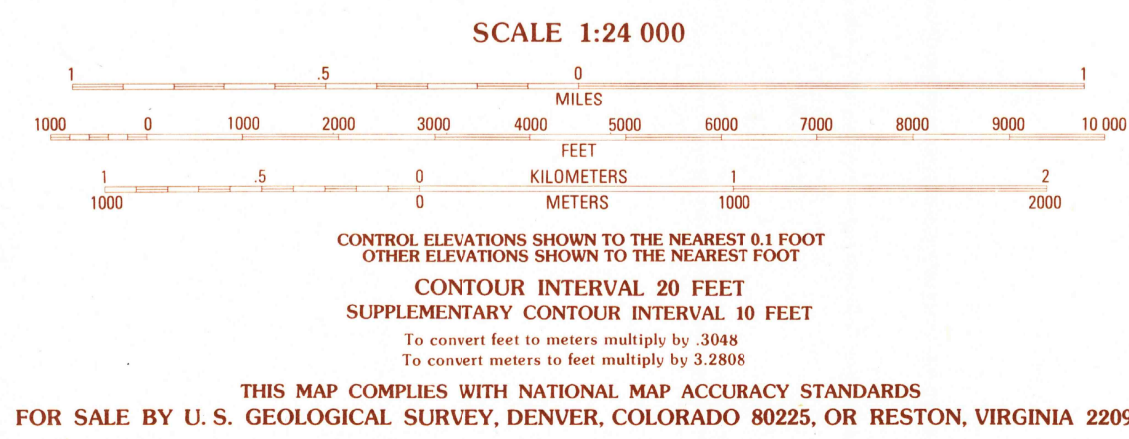 SCALE 1:24 000
1 .5 0 1
MILES
1000 0 1000 2000 3000 4000 5000 6000 7000 8000 9000 10 000
FEET
1 .5 0 KILOMETERS 1 2
1000 0 METERS 1000 2000
CONTROL ELEVATIONS SHOWN TO THE NEAREST 0.1 FOOT
OTHER ELEVATIONS SHOWN TO THE NEAREST FOOT
CONTOUR INTERVAL 20 FEET
SUPPLEMENTARY CONTOUR INTERVAL 10 FEET
To convert feet to meters multiply by .3048
To convert meters to feet multiply by 3.2808
THIS MAP COMPLIES WITH NATIONAL MAP ACCURACY STANDARDS
FOR SALE BY U. S. GEOLOGICAL SURVEY, DENVER, COLORADO 80225, OR RESTON, VIRGINIA 2209